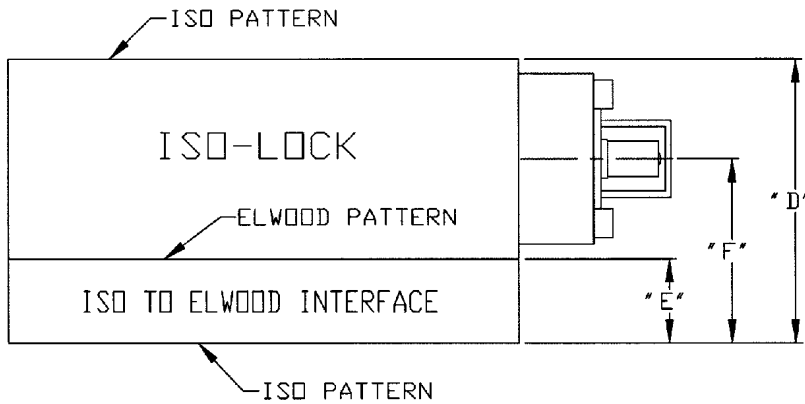 ISO PATTERN
ISO-LOCK
"D"
ELWOOD PATTERN
"F"
ISO TO ELWOOD INTERFACE
"E"
ISO PATTERN